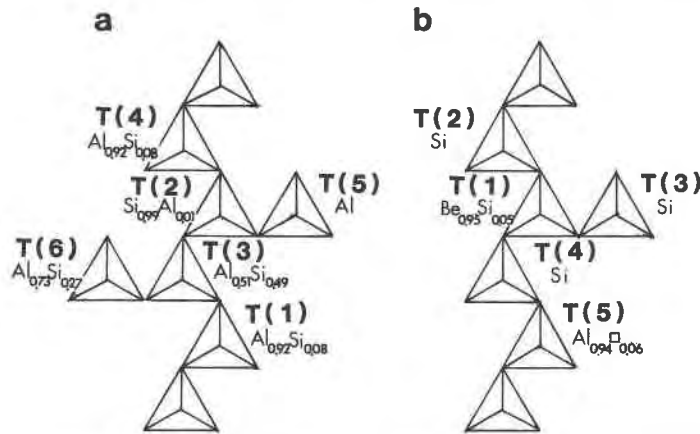 a
b
T(4)
Al0,92Si0,08
T(2)
Si
T(2)
Si0,99Al0,01
T(5)
Al
T(1)
Be0,95Si0,05
T(3)
Si
T(6)
Al0,73Si0,27
T(3)
Al0,51Si0,49
T(4)
Si
T(1)
Al0,92Si0,08
T(5)
Al0,94□0,06